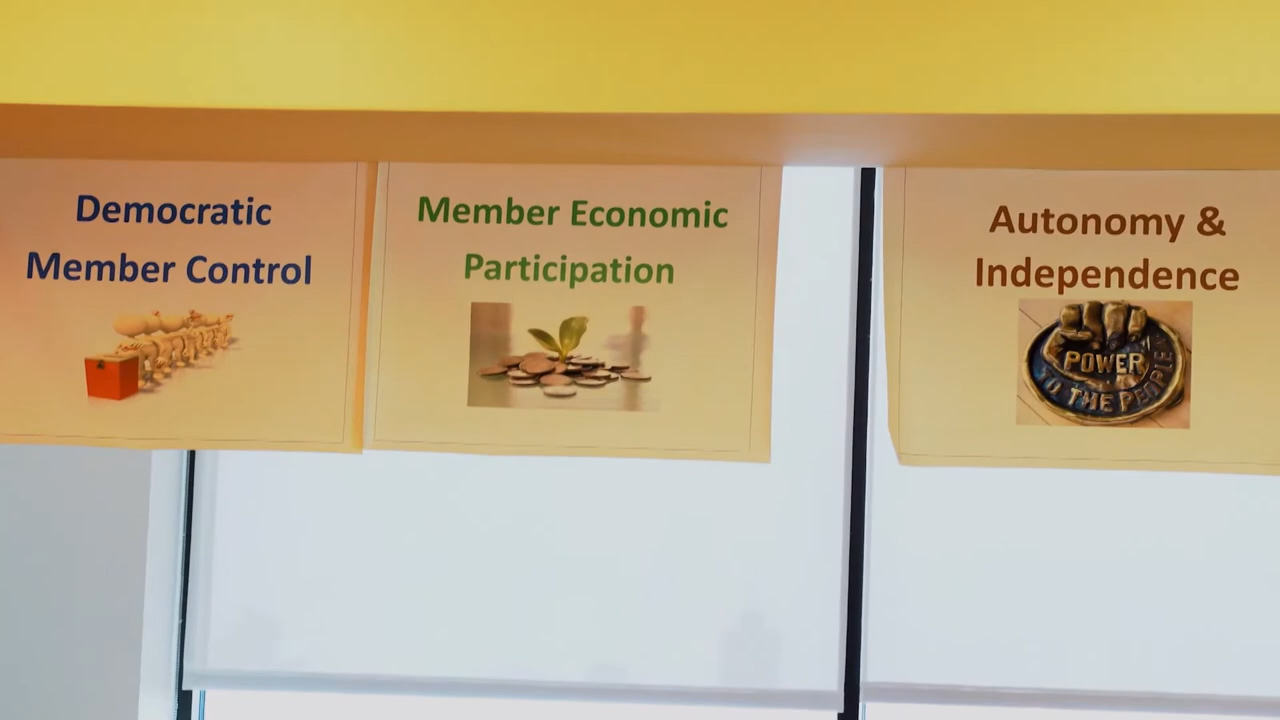 Democratic
Member Control
Member Economic
Participation
Autonomy &
Independence
POWER
TO THE PEOPLE